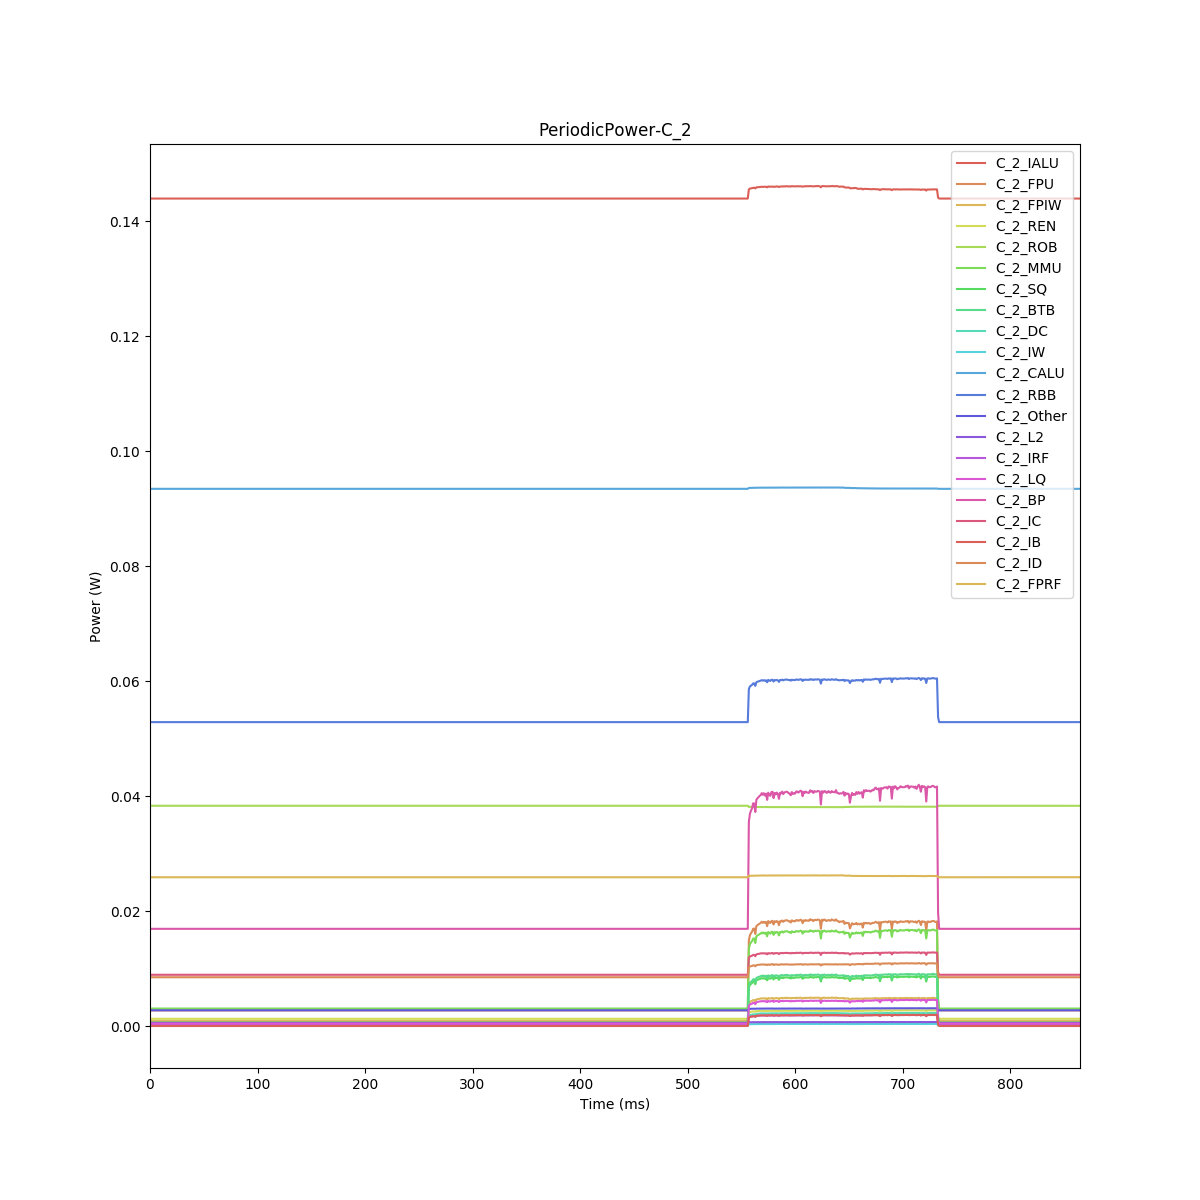 PeriodicPower-C_2
C_2_IALU
C_2_FPU
C_2_FPIW
C_2_REN
C_2_ROB
C_2_MMU
C_2_SQ
C_2_BTB
C_2_DC
C_2_IW
C_2_CALU
C_2_RBB
C_2_Other
C_2_L2
C_2_IRF
C_2_LQ
C_2_BP
C_2_IC
C_2_IB
C_2_ID
C_2_FPRF
0.14
0.12
0.10
0.08
0.06
0.04
0.02
0.00
Power (W)
0 100 200 300 400 500 600 700 800
Time (ms)